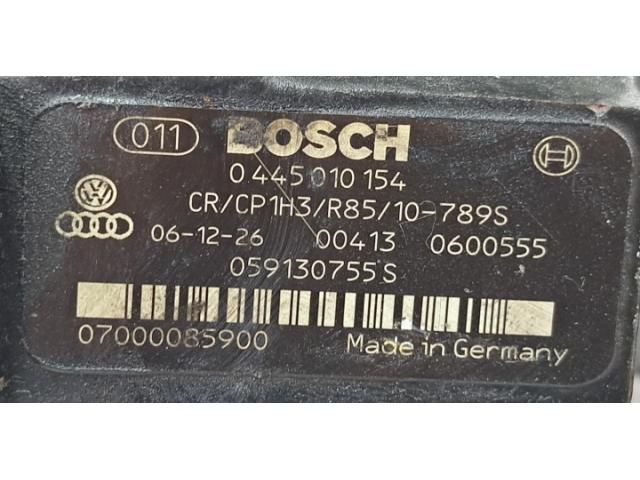 011 BOSCH
0 445 010 154
CR/CP1H3/R85/10-789S
06-12-26 00413 0600555
059130755S
07000085900 Made in Germany